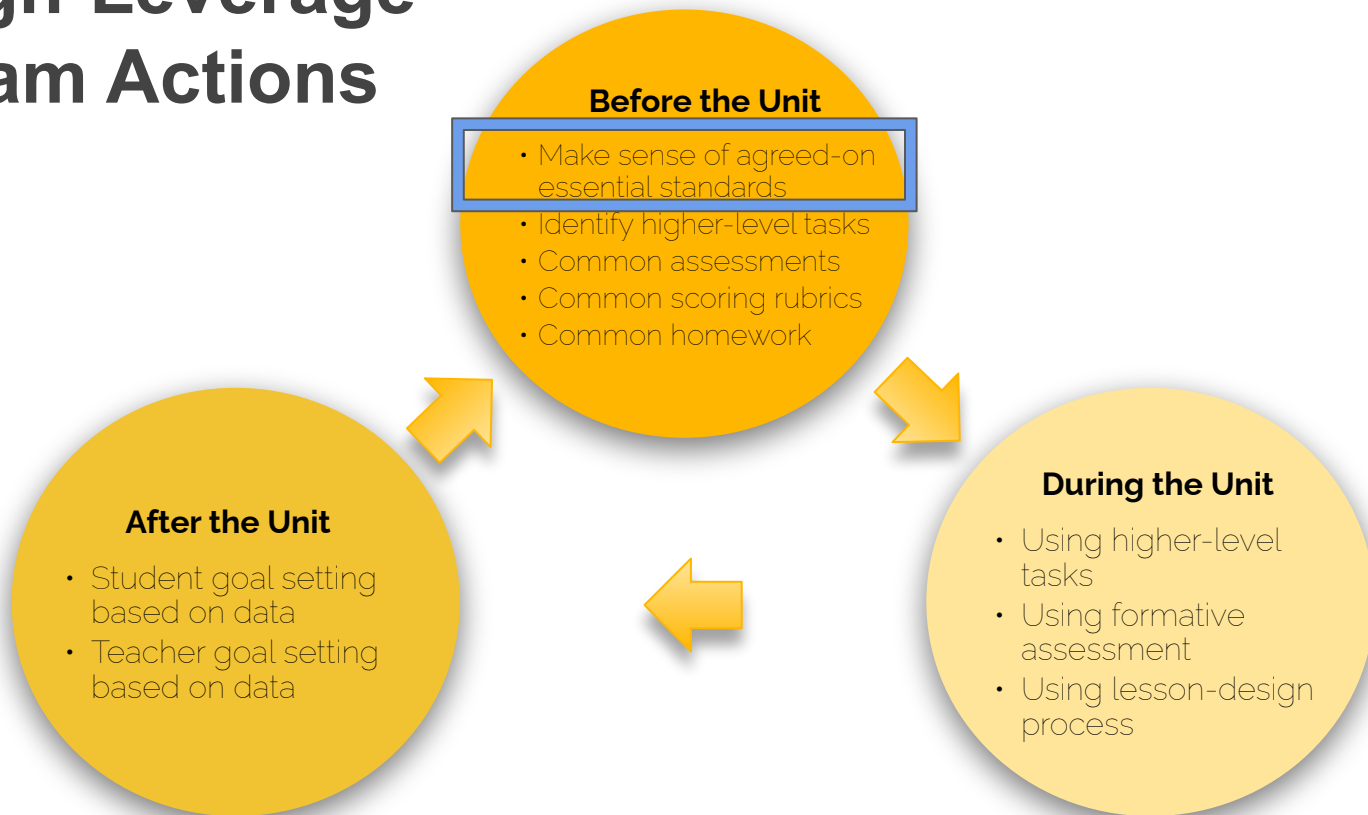 gh-Leverage
am Actions
Before the Unit
• Make sense of agreed-on
essential standards
• Identify higher-level tasks
• Common assessments
• Common scoring rubrics
• Common homework
During the Unit
• Using higher-level
tasks
• Using formative
assessment
• Using lesson-design
process
After the Unit
• Student goal setting
based on data
• Teacher goal setting
based on data